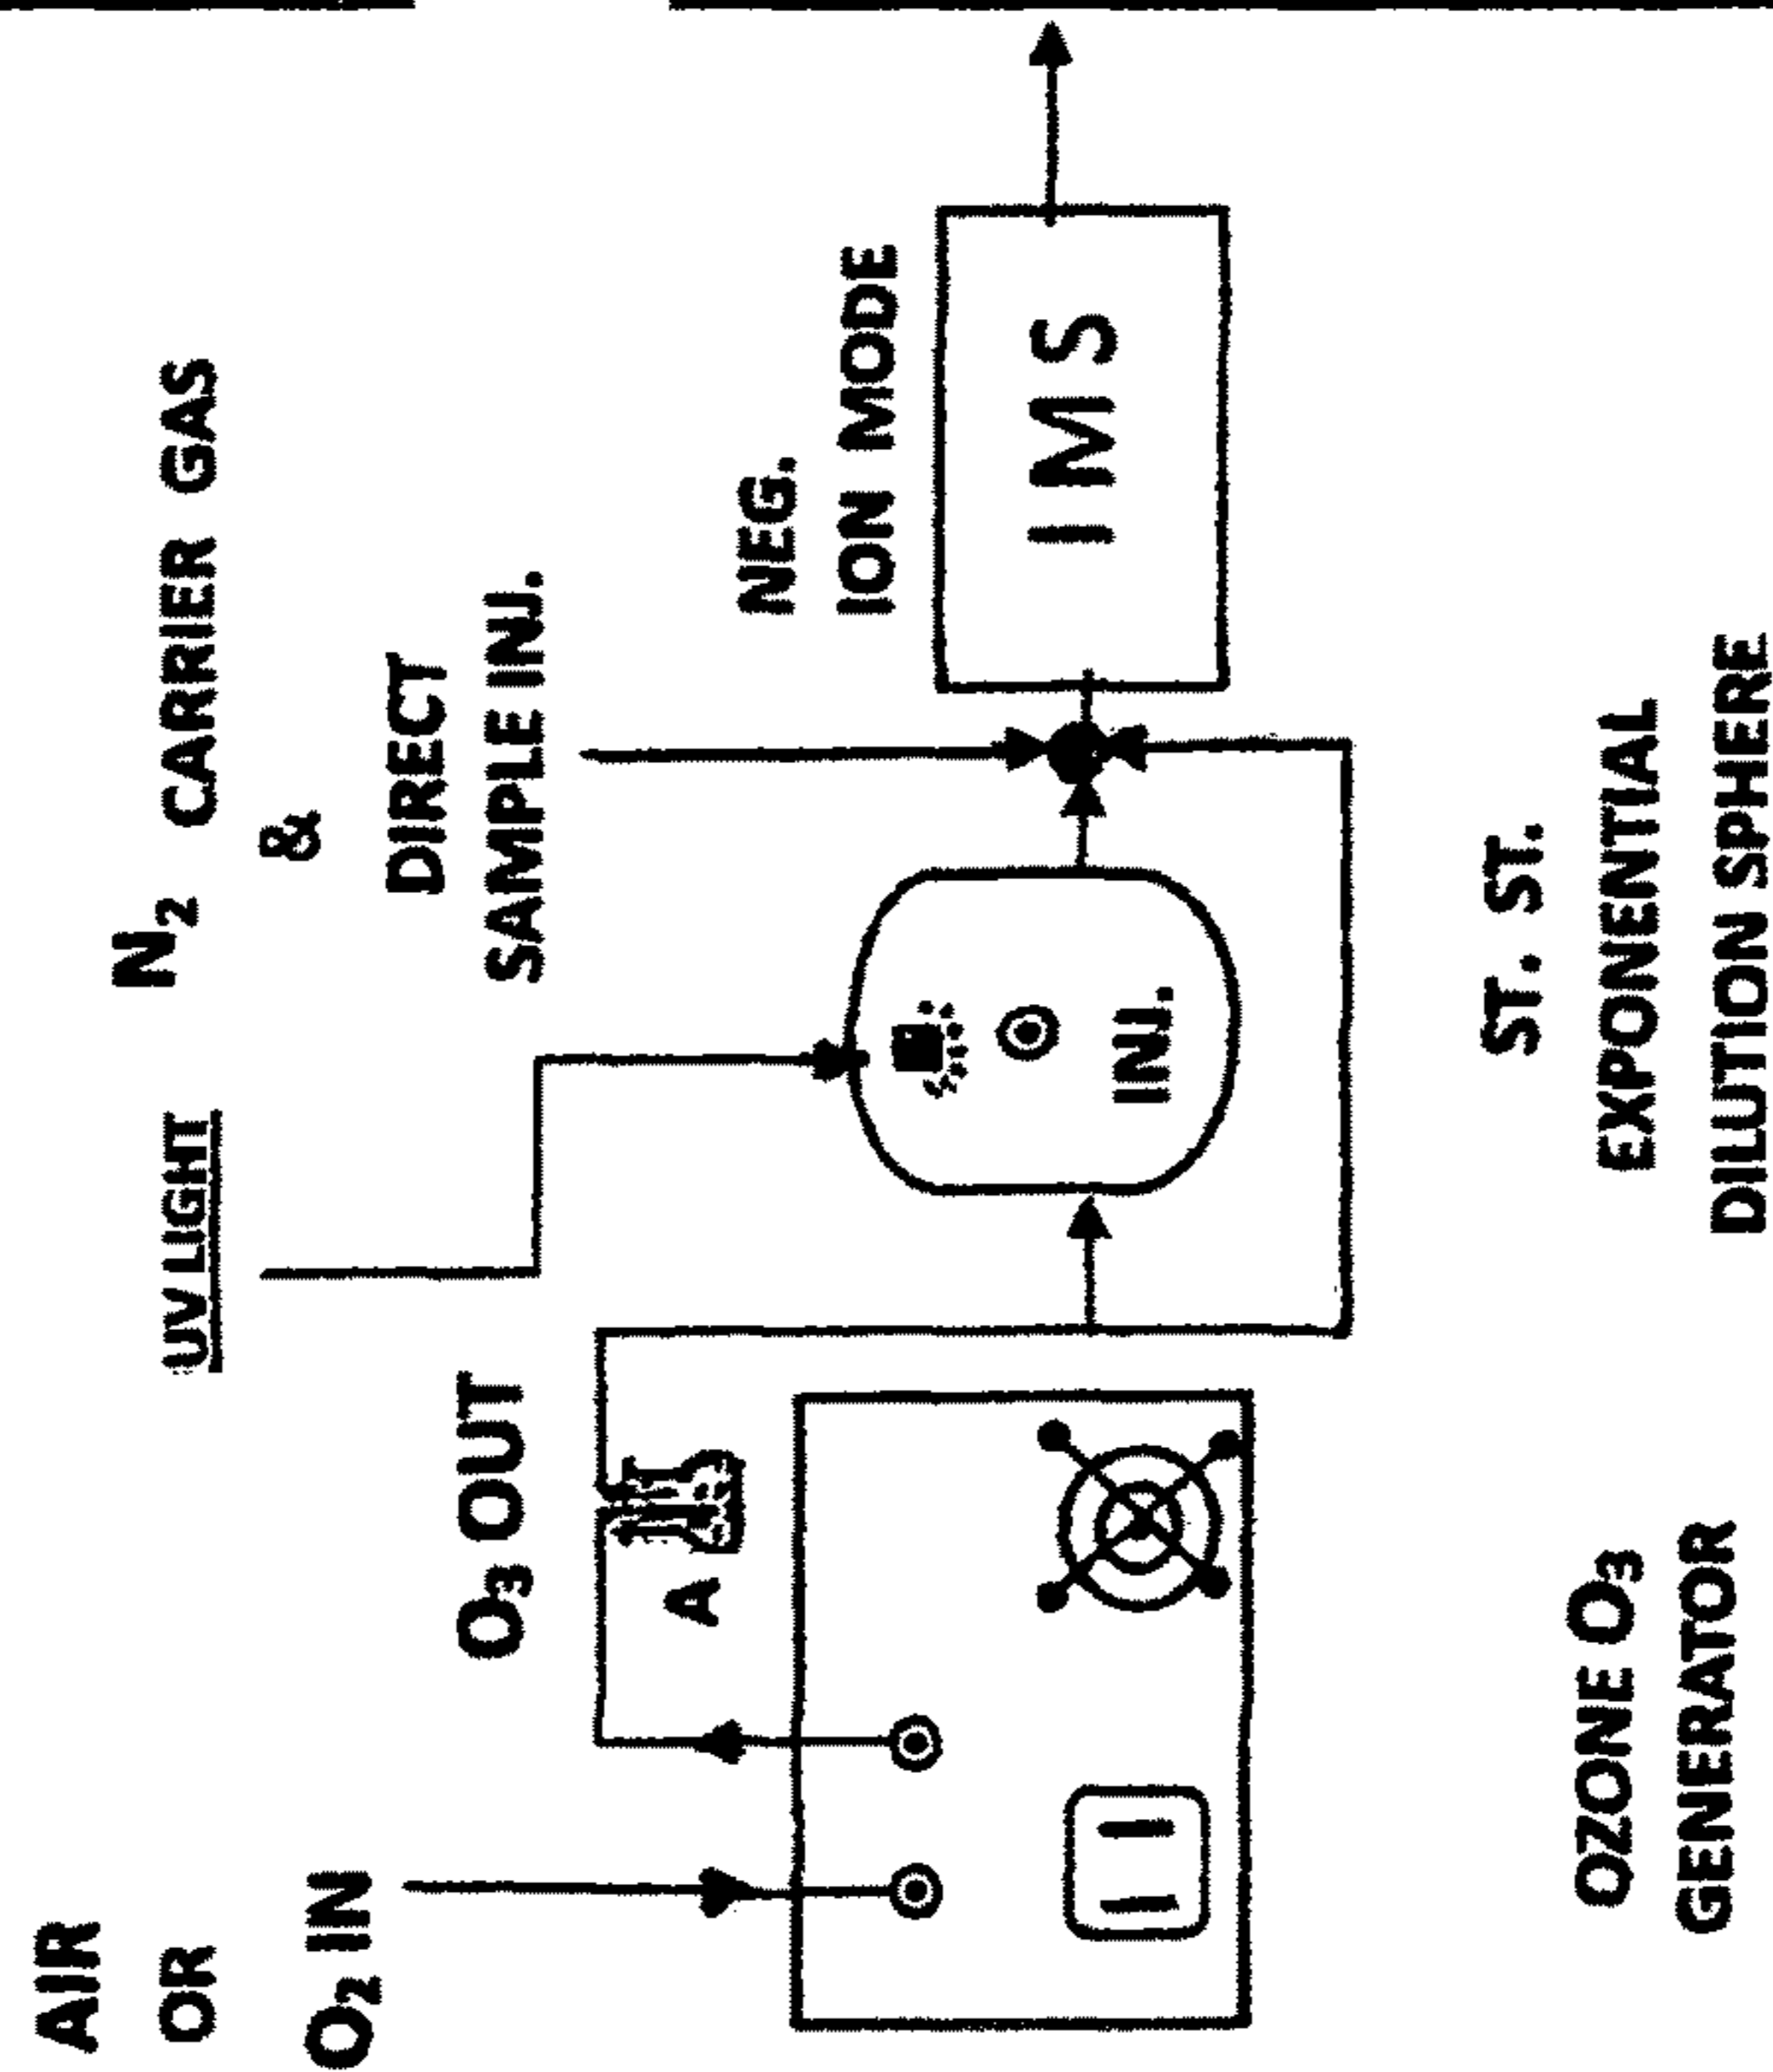 AIR
OR
O₂ IN
O₃ OUT
A
UV LIGHT
N₂ CARRIER GAS
&
DIRECT
SAMPLE INJ.
NEG.
ION MODE
IMS
INJ.
OZONE O₃
GENERATOR
ST. ST.
EXPONENTIAL
DILUTION SPHERE